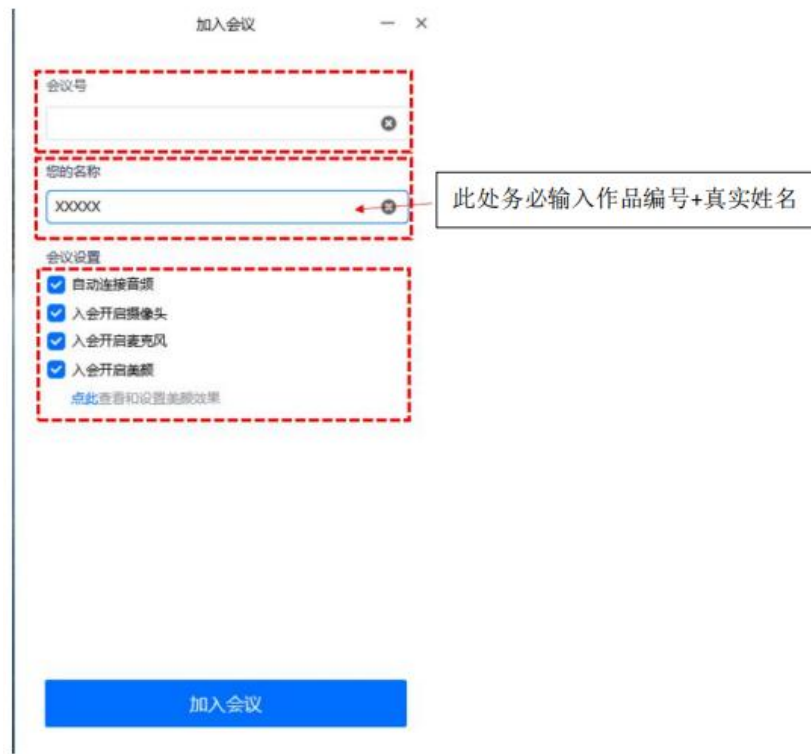 加入会议
会议号
您的名称
XXXXX
此处务必输入作品编号+真实姓名
会议设置
自动连接音频
入会开启摄像头
入会开启麦克风
入会开启美颜
点此查看和设置美颜效果
加入会议